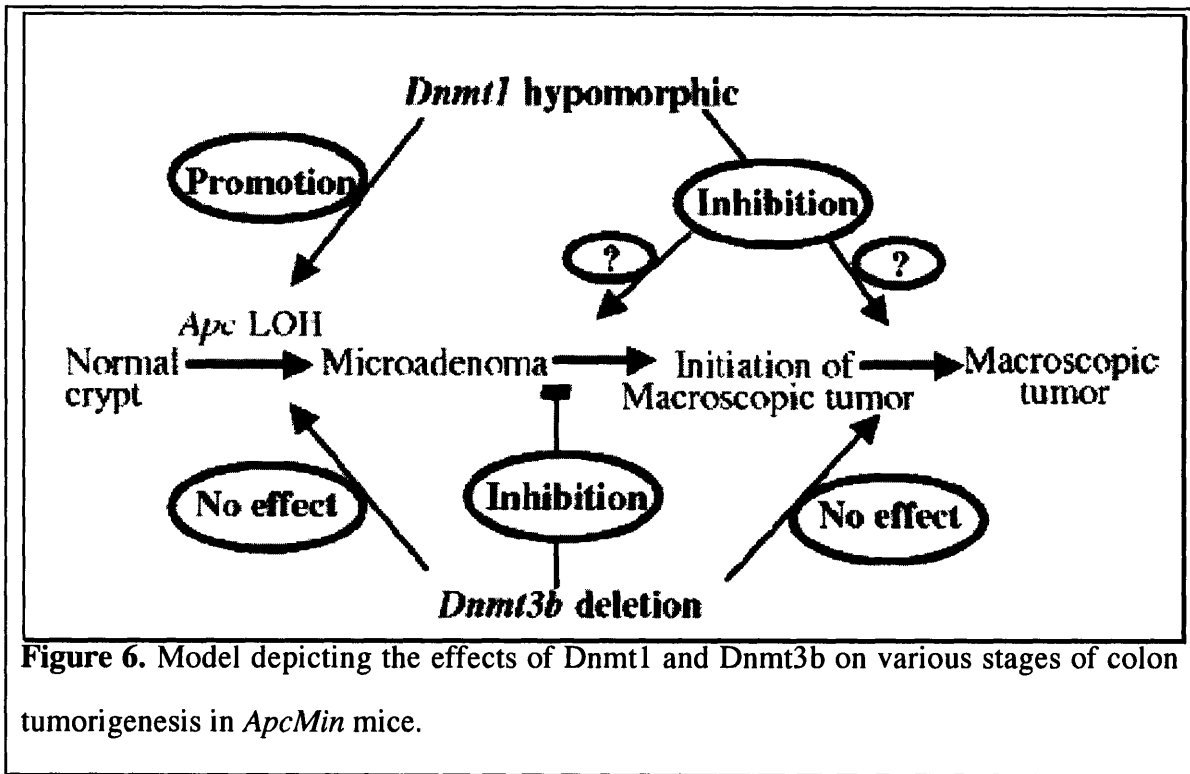 Dnmt1 hypomorphic
Promotion
Inhibition
?
?
Apc LOH
Normal crypt
Microadenoma
Initiation of
Macroscopic tumor
Macroscopic
tumor
No effect
Inhibition
No effect
Dnmt3b deletion
Figure 6. Model depicting the effects of Dnmt1 and Dnmt3b on various stages of colon
tumorigenesis in ApcMin mice.